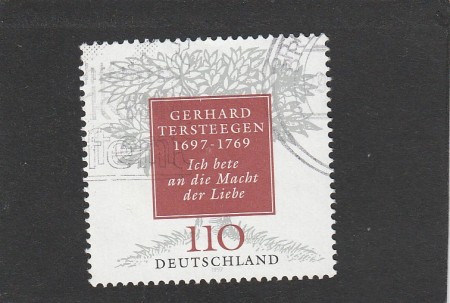 GERHARD
TERSTEEGEN
1697-1769
Ich bete
an die Macht
der Liebe
110
DEUTSCHLAND